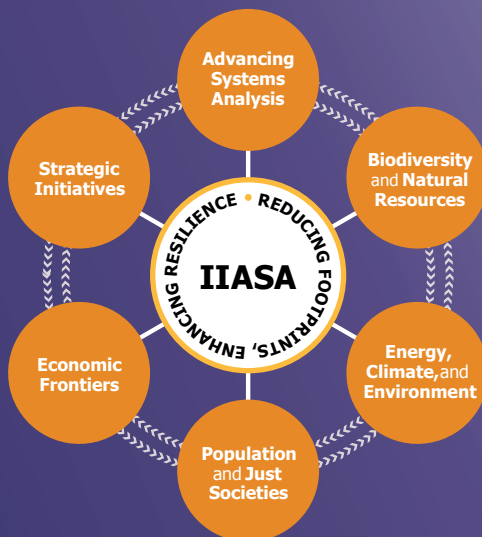 Advancing
Systems
Analysis
Biodiversity
and Natural
Resources
Energy,
Climate, and
Environment
Population
and Just
Societies
Economic
Frontiers
Strategic
Initiatives
REDUCING FOOTPRINTS, ENHANCING RESILIENCE •
IIASA